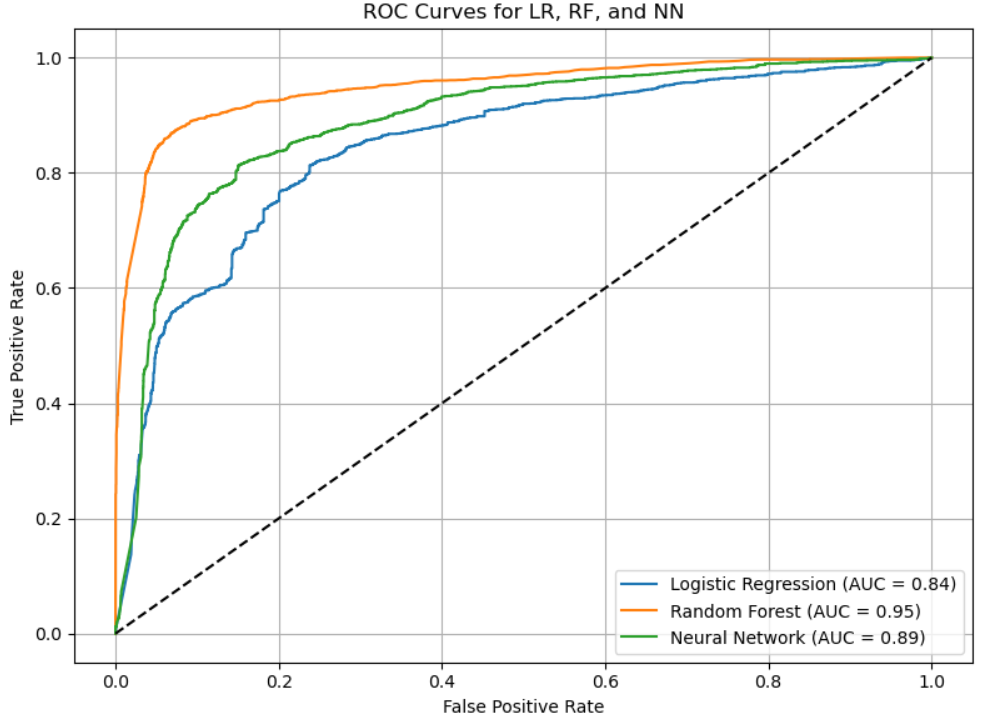 ROC Curves for LR, RF, and NN
True Positive Rate
1.0
0.8
0.6
0.4
0.2
0.0
Logistic Regression (AUC = 0.84)
Random Forest (AUC = 0.95)
Neural Network (AUC = 0.89)
0.0 0.2 0.4 0.6 0.8 1.0
False Positive Rate